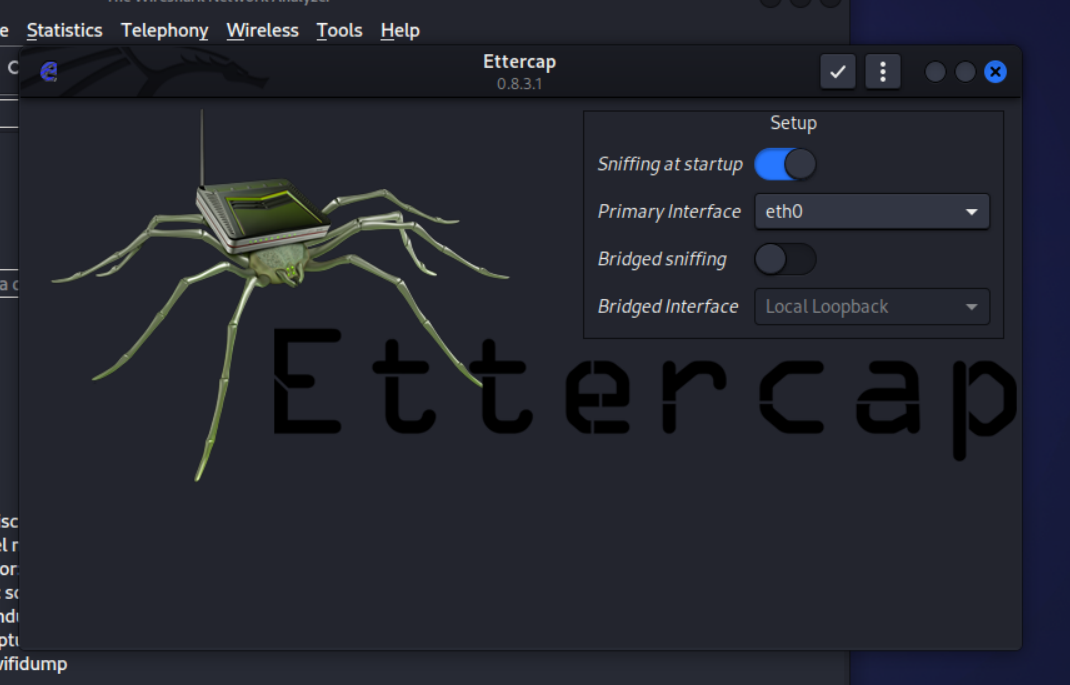 Statistics Telephony Wireless Tools Help
Ettercap
0.8.3.1
Setup
Sniffing at startup
Primary Interface eth0
Bridged sniffing
Bridged Interface Local Loopback
Ettercap